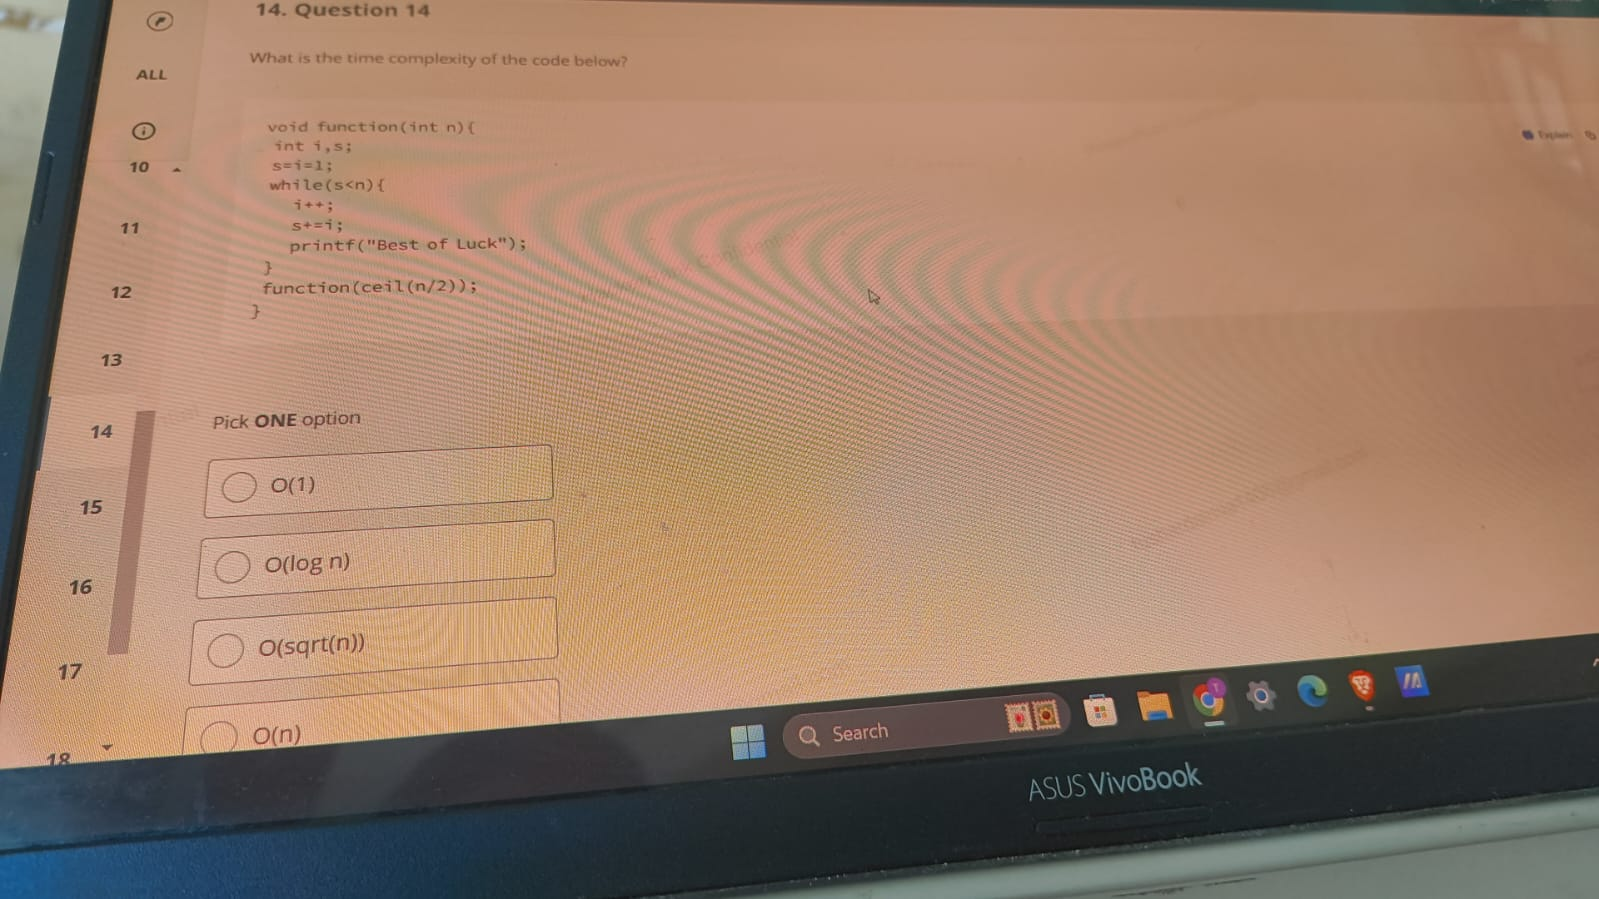 14. Question 14
ALL
What is the time complexity of the code below?
void function(int n){
int i,s;
s=i=1;
while(s<n){
i++;
s+=i;
printf("Best of Luck");
}
function(ceil(n/2));
}
Explain
10
11
12
13
14
15
16
17
18
Pick ONE option
O(1)
O(log n)
O(sqrt(n))
O(n)
Search
ASUS VivoBook